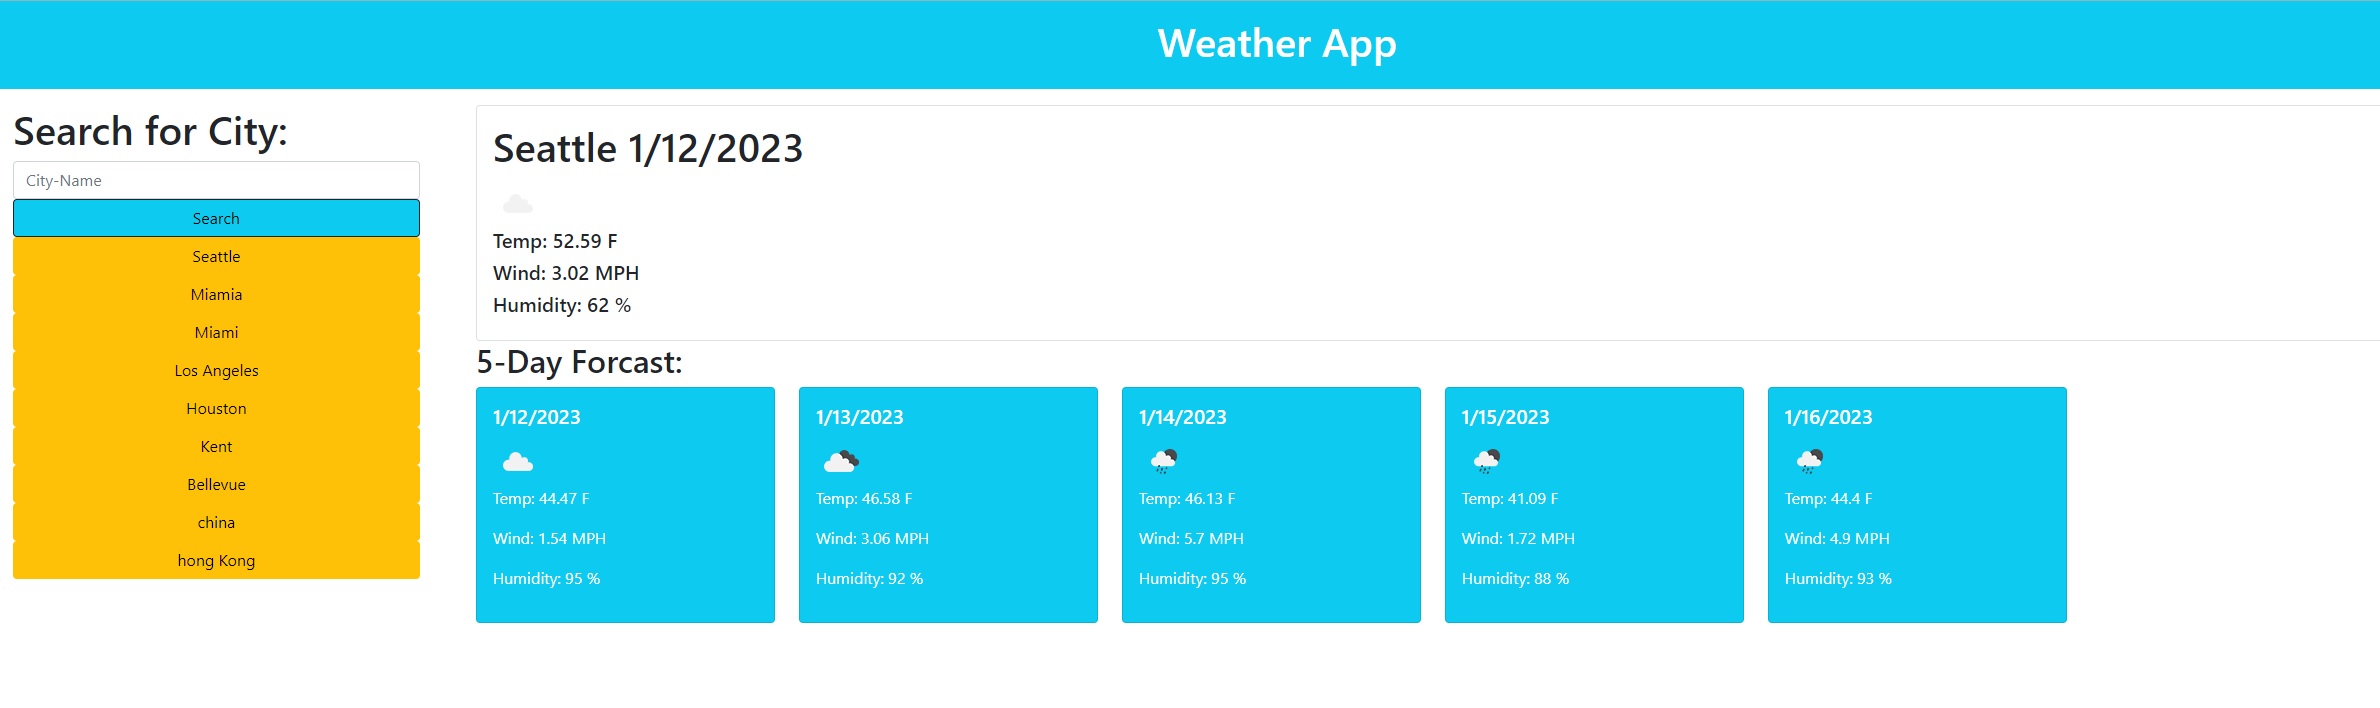 Weather App
Search for City:
City-Name
Search
Seattle
Miamia
Miami
Los Angeles
Houston
Kent
Bellevue
china
hong Kong
Seattle 1/12/2023
Temp: 52.59 F
Wind: 3.02 MPH
Humidity: 62 %
5-Day Forcast:
1/12/2023
Temp: 44.47 F
Wind: 1.54 MPH
Humidity: 95 %
1/13/2023
Temp: 46.58 F
Wind: 3.06 MPH
Humidity: 92 %
1/14/2023
Temp: 46.13 F
Wind: 5.7 MPH
Humidity: 95 %
1/15/2023
Temp: 41.09 F
Wind: 1.72 MPH
Humidity: 88 %
1/16/2023
Temp: 44.4 F
Wind: 4.9 MPH
Humidity: 93 %